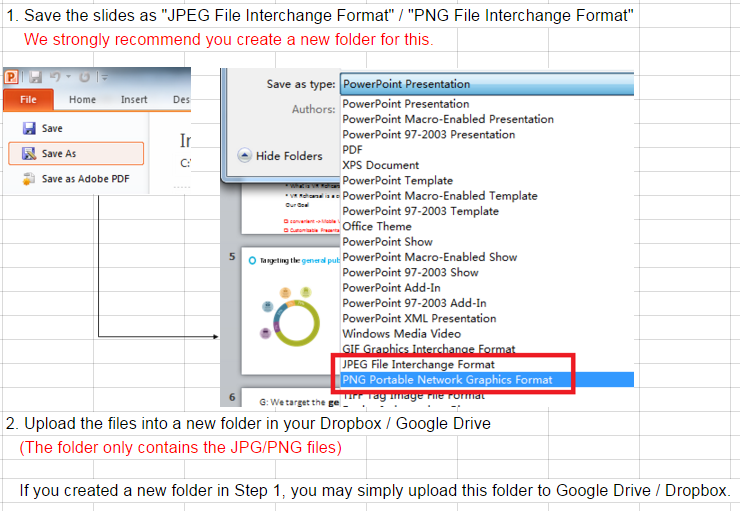 1. Save the slides as "JPEG File Interchange Format" / "PNG File Interchange Format"
We strongly recommend you create a new folder for this.
P
File Home Insert Des
Save
Save As
Save as Adobe PDF
Ir
C:
Save as type: PowerPoint Presentation
Authors:
Hide Folders
PowerPoint Presentation
PowerPoint Macro-Enabled Presentation
PowerPoint 97-2003 Presentation
PDF
XPS Document
PowerPoint Template
PowerPoint Macro-Enabled Template
PowerPoint 97-2003 Template
Office Theme
PowerPoint Show
PowerPoint Macro-Enabled Show
PowerPoint 97-2003 Show
PowerPoint Add-In
PowerPoint 97-2003 Add-In
PowerPoint XML Presentation
Windows Media Video
GIF Graphics Interchange Format
JPEG File Interchange Format
PNG Portable Network Graphics Format
TIFF Tag Image File Format
Our Goal
5
Targeting the general pub
6
G: We target the ge
2. Upload the files into a new folder in your Dropbox / Google Drive
(The folder only contains the JPG/PNG files)
If you created a new folder in Step 1, you may simply upload this folder to Google Drive / Dropbox.